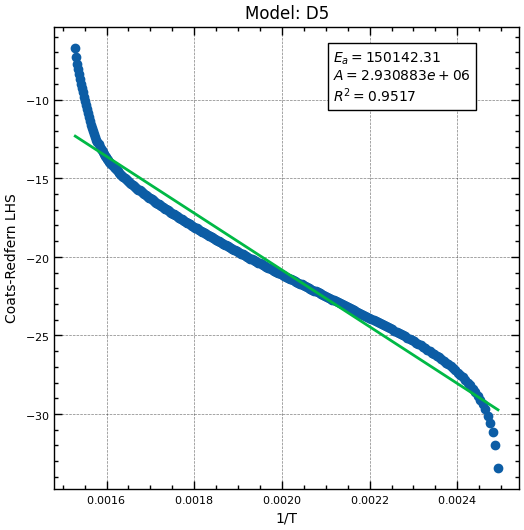 Model: D5
E_a = 150142.31
A = 2.930883e + 06
R² = 0.9517
Coats-Redfern LHS
−10
−15
−20
−25
−30
0.0016 0.0018 0.0020 0.0022 0.0024
1/T